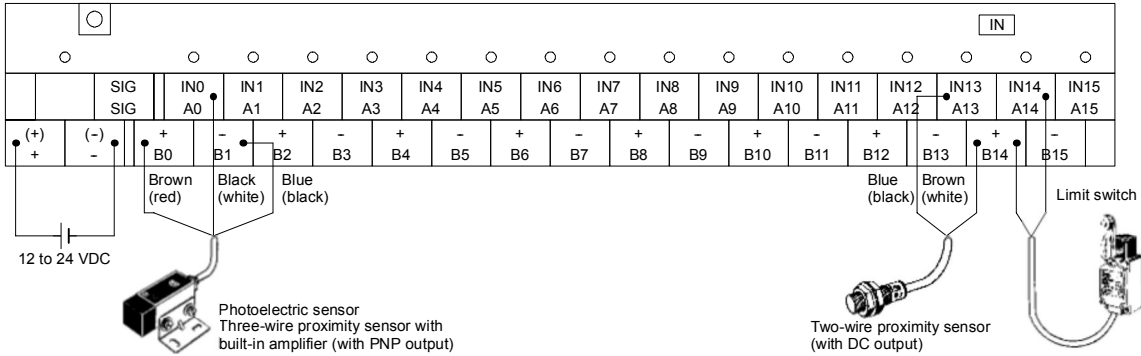 IN
SIG IN0 IN1 IN2 IN3 IN4 IN5 IN6 IN7 IN8 IN9 IN10 IN11 IN12 IN13 IN14 IN15
SIG A0 A1 A2 A3 A4 A5 A6 A7 A8 A9 A10 A11 A12 A13 A14 A15
(+) (-) + - + - + - + - + - + - + - + -
+ - B0 B1 B2 B3 B4 B5 B6 B7 B8 B9 B10 B11 B12 B13 B14 B15
Brown Black Blue
(red) (white) (black)
Blue Brown
(black) (white)
Limit switch
12 to 24 VDC
Photoelectric sensor
Three-wire proximity sensor with
built-in amplifier (with PNP output)
Two-wire proximity sensor
(with DC output)